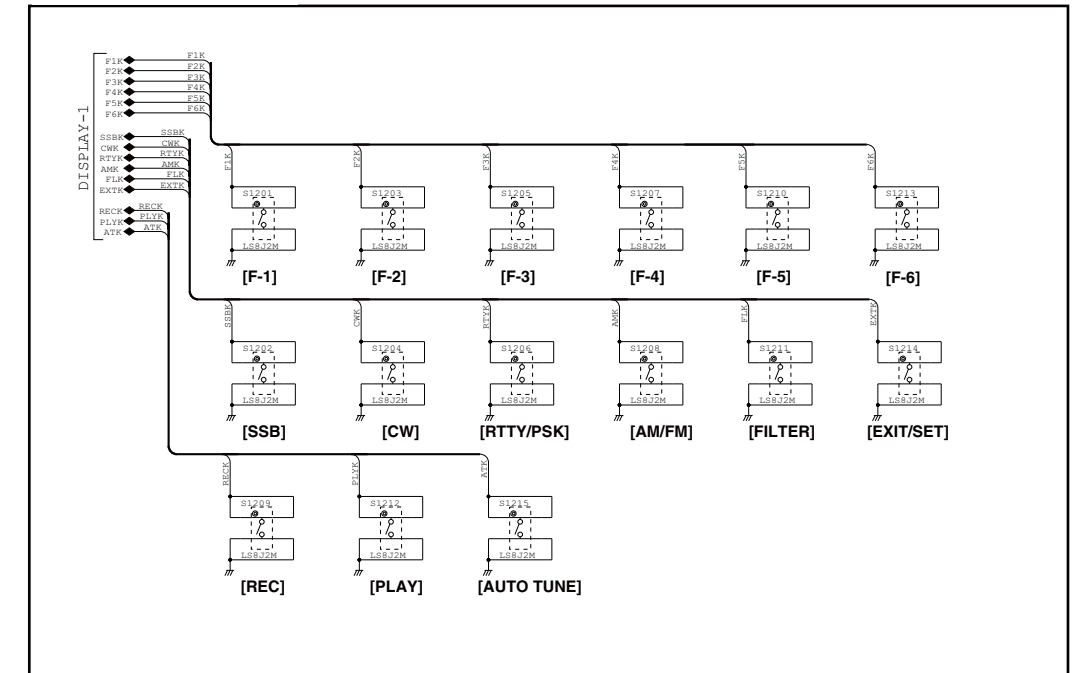 DISPLAY-1
F1K F1K
F2K F2K
F3K F3K
F4K F4K
F5K F5K
F6K F6K
SSBK SSBK
CWK CWK
RTYK RTYK
AMK AMK
FLK FLK
EXTK EXTK
RECK RECK
PLYK PLYK
ATK ATK
F1K F2K F3K F4K F5K F6K
S1201 S1203 S1205 S1207 S1210 S1213
LS8J2M LS8J2M LS8J2M LS8J2M LS8J2M LS8J2M
[F-1] [F-2] [F-3] [F-4] [F-5] [F-6]
SSBK CWK RTYK AMK FLK EXTK
S1202 S1204 S1206 S1208 S1211 S1214
LS8J2M LS8J2M LS8J2M LS8J2M LS8J2M LS8J2M
[SSB] [CW] [RTTY/PSK] [AM/FM] [FILTER] [EXIT/SET]
RECK PLYK ATK
S1209 S1212 S1215
LS8J2M LS8J2M LS8J2M
[REC] [PLAY] [AUTO TUNE]